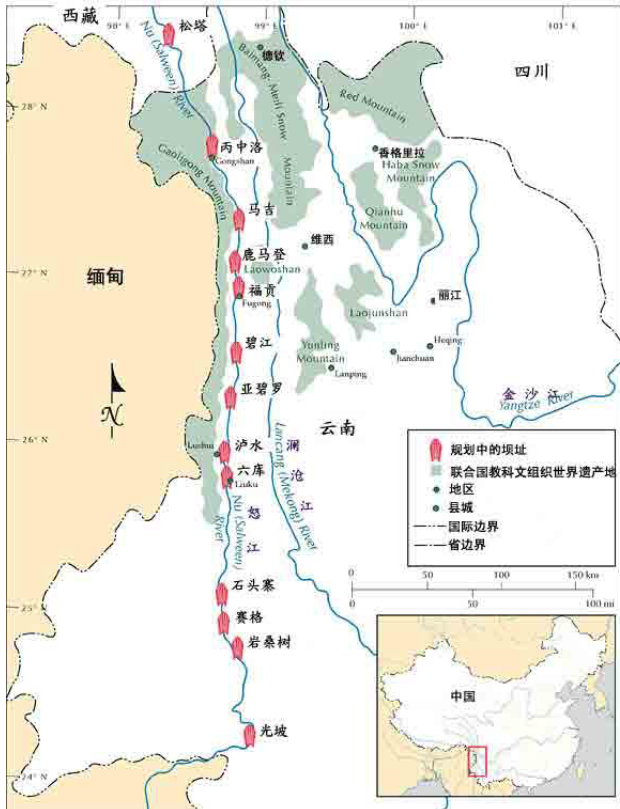 98° E
99° E
100° E
101° E
西藏
松塔
Nu (Salween) River
德钦
Baimang-Meili Snow
Mountain
四川
28° N
Red Mountain
丙中洛
Gongshan
Gaoligong Mountain
香格里拉
Haba Snow
Mountain
Qianhu
Mountain
马吉
维西
鹿马登
Laowoshan
27° N
缅甸
福贡
Fugong
丽江
Laojunshan
碧江
Yunling
Mountain
Heqing
Jianchuan
Lanping
N
亚碧罗
金沙江
Yangtze River
云南
26° N
Lushui
泸水
六库
Liuku
澜沧江
Lancang (Mekong) River
怒江
Nu (Salween)
River
规划中的坝址
联合国教科文组织世界遗产地
地区
县城
国际边界
省边界
石头寨
0 50 100 150 km
0 50 100 mi
25° N
赛格
岩桑树
中国
光坡
24° N